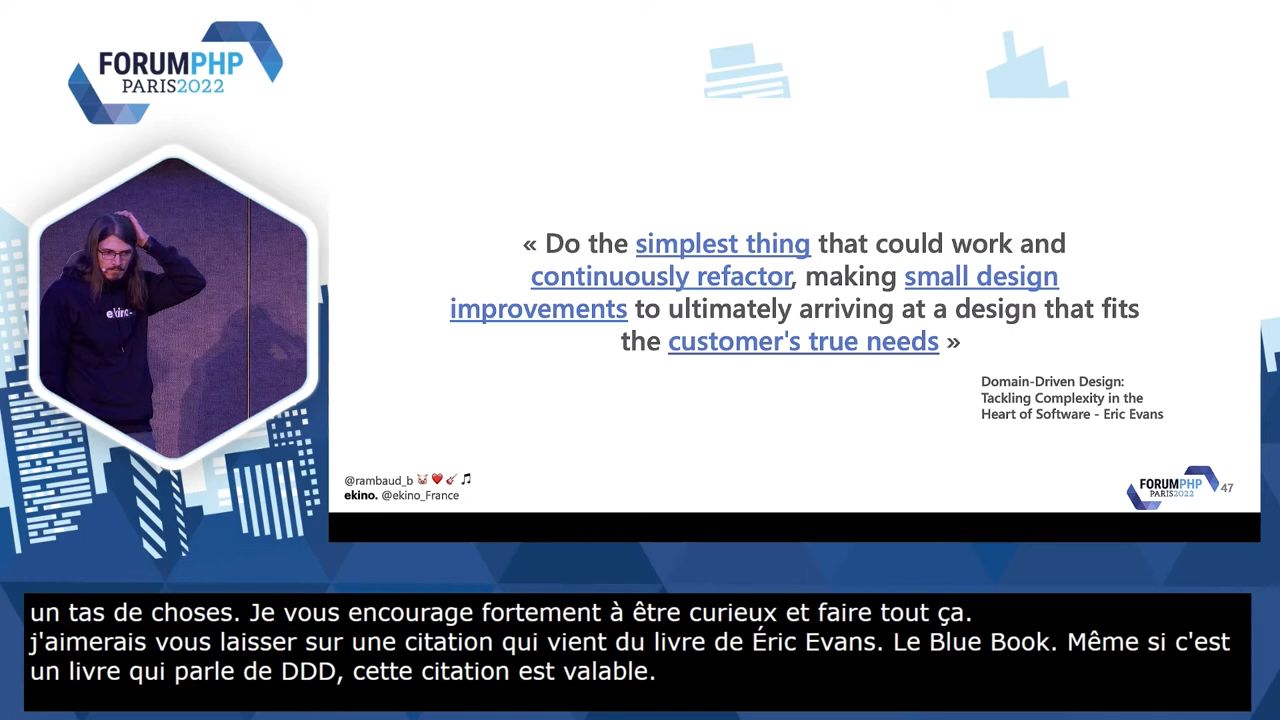 FORUMPHP
PARIS2022
ekino.
« Do the simplest thing that could work and
continuously refactor, making small design
improvements to ultimately arriving at a design that fits
the customer's true needs »
Domain-Driven Design:
Tackling Complexity in the
Heart of Software - Eric Evans
@rambaud_b
ekino. @ekino_France
FORUMPHP
PARIS2022
47
un tas de choses. Je vous encourage fortement à être curieux et faire tout ça.
j'aimerais vous laisser sur une citation qui vient du livre de Éric Evans. Le Blue Book. Même si c'est
un livre qui parle de DDD, cette citation est valable.